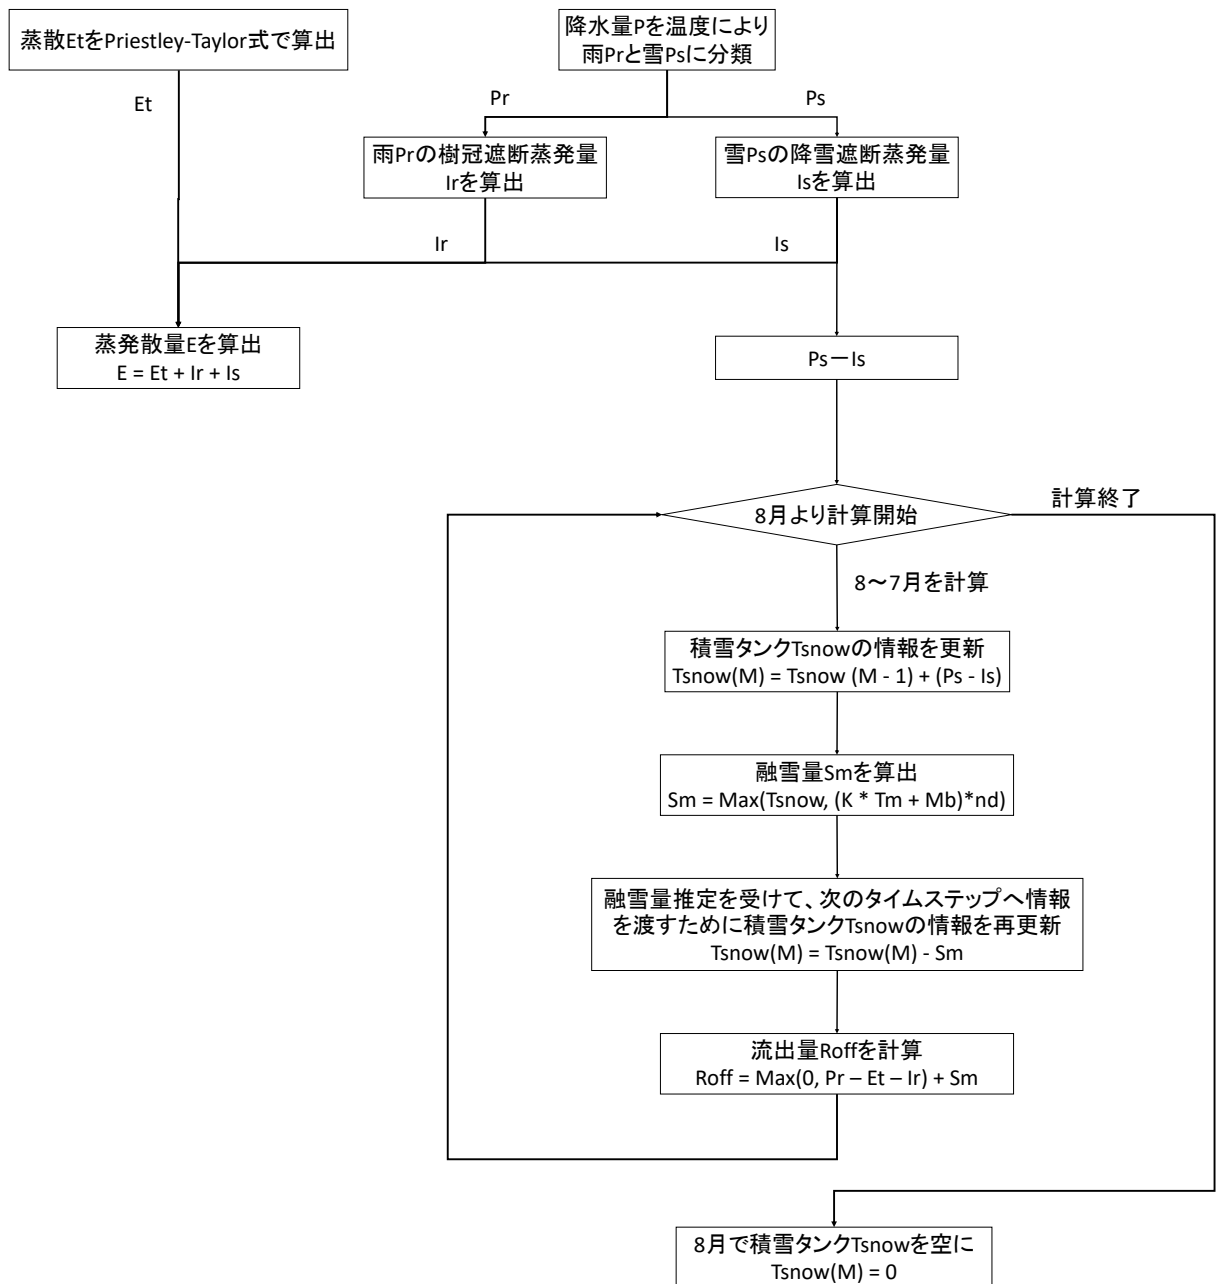 蒸散EtをPriestley-Taylor式で算出
降水量Pを温度により
雨Prと雪Psに分類
Et
Pr
Ps
雨Prの樹冠遮断蒸発量
Irを算出
雪Psの降雪遮断蒸発量
Isを算出
Ir
Is
蒸発散量Eを算出
E = Et + Ir + Is
Ps－Is
8月より計算開始
計算終了
8～7月を計算
積雪タンクTsnowの情報を更新
Tsnow(M) = Tsnow (M - 1) + (Ps - Is)
融雪量Smを算出
Sm = Max(Tsnow, (K * Tm + Mb)*nd)
融雪量推定を受けて、次のタイムステップへ情報
を渡すために積雪タンクTsnowの情報を再更新
Tsnow(M) = Tsnow(M) - Sm
流出量Roffを計算
Roff = Max(0, Pr – Et – Ir) + Sm
8月で積雪タンクTsnowを空に
Tsnow(M) = 0